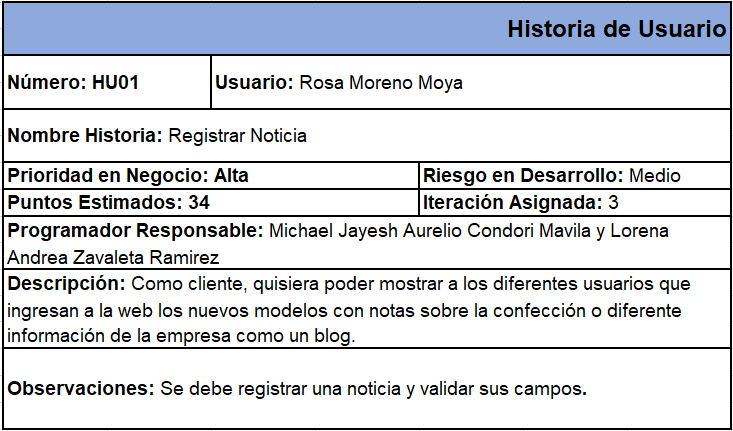 Historia de Usuario
Número: HU01 Usuario: Rosa Moreno Moya
Nombre Historia: Registrar Noticia
Prioridad en Negocio: Alta Riesgo en Desarrollo: Medio
Puntos Estimados: 34 Iteración Asignada: 3
Programador Responsable: Michael Jayesh Aurelio Condori Mavila y Lorena
Andrea Zavaleta Ramirez
Descripción: Como cliente, quisiera poder mostrar a los diferentes usuarios que
ingresan a la web los nuevos modelos con notas sobre la confección o diferente
información de la empresa como un blog.
Observaciones: Se debe registrar una noticia y validar sus campos.